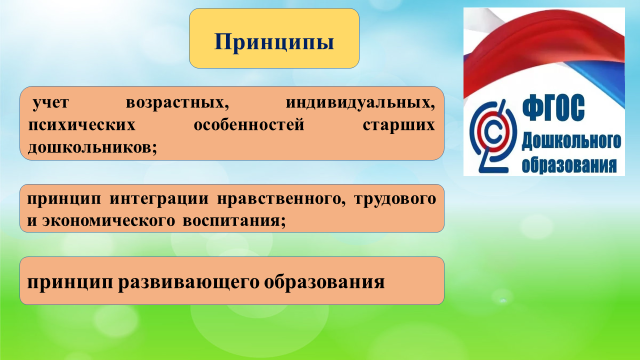 Принципы
учет возрастных, индивидуальных,
психических особенностей старших
дошкольников;
принцип интеграции нравственного, трудового
и экономического воспитания;
принцип развивающего образования
ФГОС
Дошкольного
образования